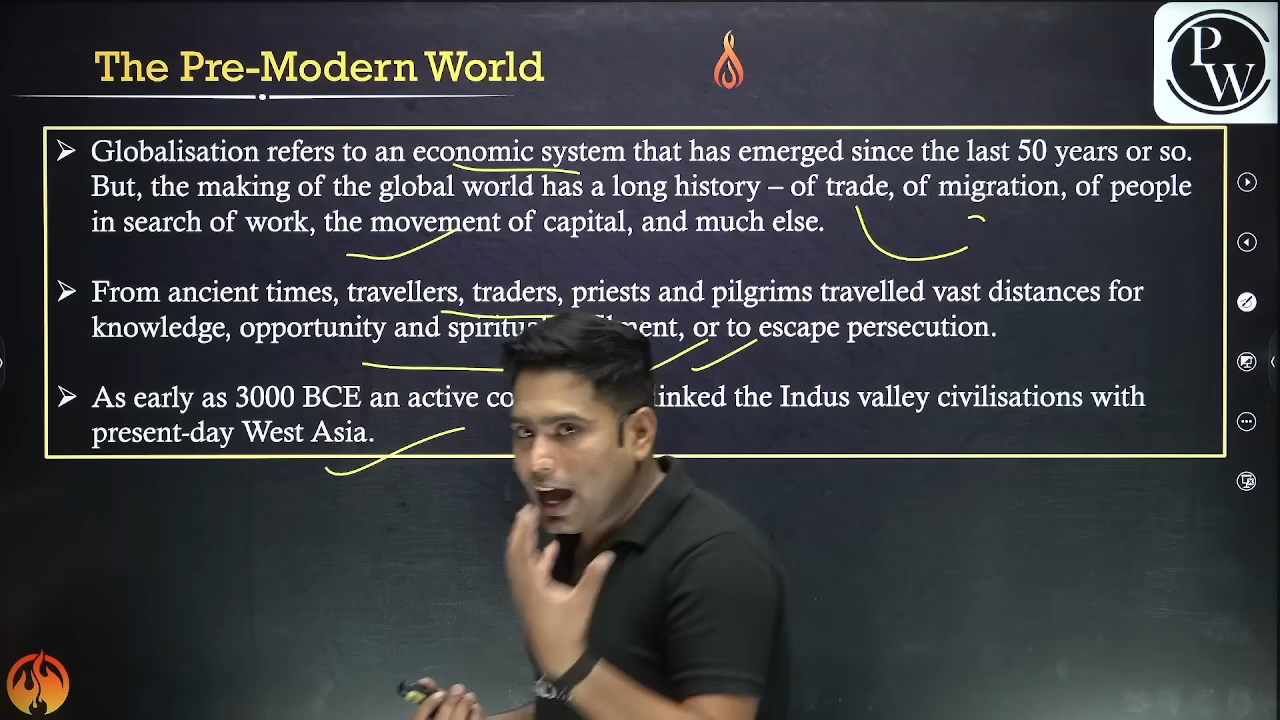 The Pre-Modern World
PW
➢ Globalisation refers to an economic system that has emerged since the last 50 years or so.
But, the making of the global world has a long history – of trade, of migration, of people
in search of work, the movement of capital, and much else.
➢ From ancient times, travellers, traders, priests and pilgrims travelled vast distances for
knowledge, opportunity and or to escape persecution.
➢ As early as 3000 BCE an active the Indus valley civilisations with
present-day West Asia.